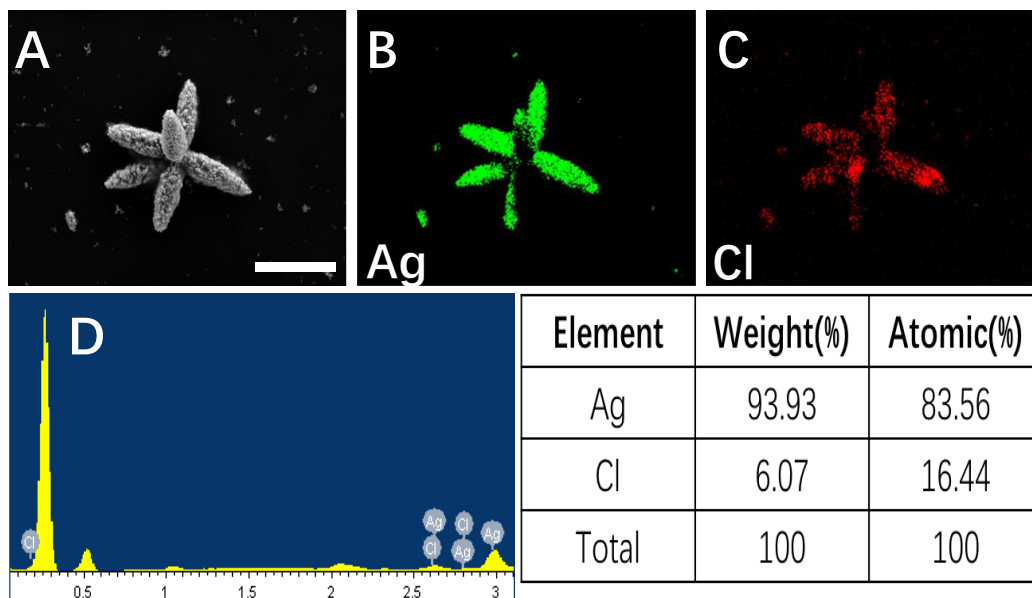 A
B
C
Ag
Cl
D
Cl
Ag Cl Ag
Cl Ag
0.5 1 1.5 2 2.5 3
Element Weight(%) Atomic(%)
Ag 93.93 83.56
Cl 6.07 16.44
Total 100 100